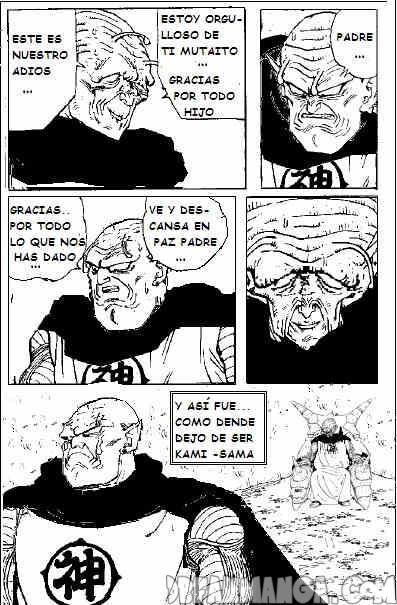 ESTE ES
NUESTRO
ADIOS
...
ESTOY ORGU-
LLOSO DE
TI MUTAITO
...
GRACIAS
POR TODO
HIJO
PADRE
...
神
GRACIAS..
POR TODO
LO QUE NOS
HAS DADO
...
VE Y DES-
CANSA EN
PAZ PADRE
...
神
Y ASÍ FUE...
COMO DENDE
DEJO DE SER
KAMI -SAMA
神
DBEADMANGA.COM